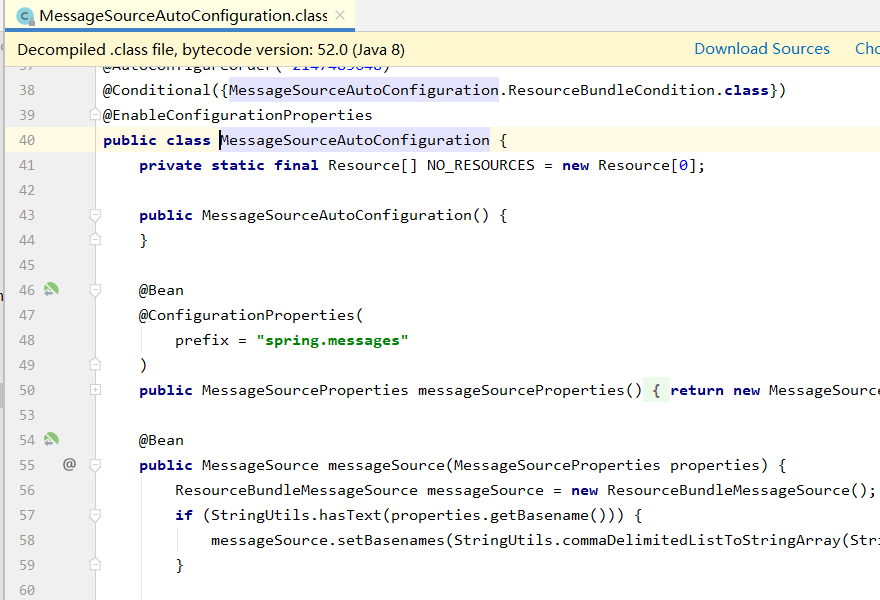 MessageSourceAutoConfiguration.class
Decompiled .class file, bytecode version: 52.0 (Java 8) Download Sources
38 @Conditional({MessageSourceAutoConfiguration.ResourceBundleCondition.class})
39 @EnableConfigurationProperties
40 public class MessageSourceAutoConfiguration {
41 private static final Resource[] NO_RESOURCES = new Resource[0];
42
43 public MessageSourceAutoConfiguration() {
44 }
45
46 @Bean
47 @ConfigurationProperties(
48 prefix = "spring.messages"
49 )
50 public MessageSourceProperties messageSourceProperties() { return new MessageSource
53
54 @Bean
55 @ public MessageSource messageSource(MessageSourceProperties properties) {
56 ResourceBundleMessageSource messageSource = new ResourceBundleMessageSource();
57 if (StringUtils.hasText(properties.getBasename())) {
58 messageSource.setBasenames(StringUtils.commaDelimitedListToStringArray(Stri
59 }
60